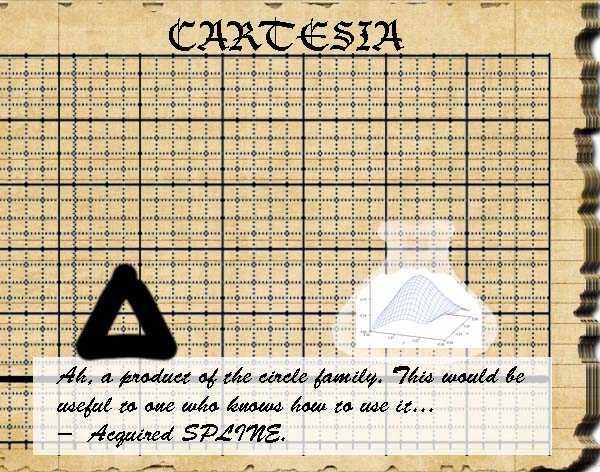 CARTESIA
Ah, a product of the circle family. This would be
useful to one who knows how to use it...
– Acquired SPLINE.